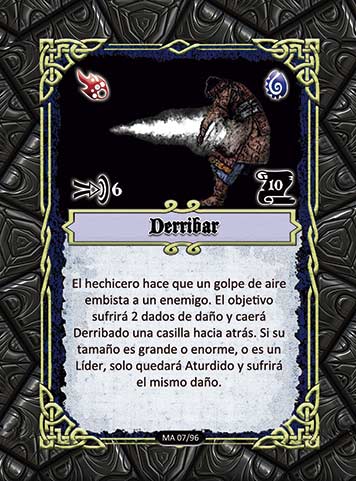 6
10
Derribar
El hechicero hace que un golpe de aire
embista a un enemigo. El objetivo
sufrirá 2 dados de daño y caerá
Derribado una casilla hacia atrás. Si su
tamaño es grande o enorme, o es un
Líder, solo quedará Aturdido y sufrirá
el mismo daño.
MA 07/96